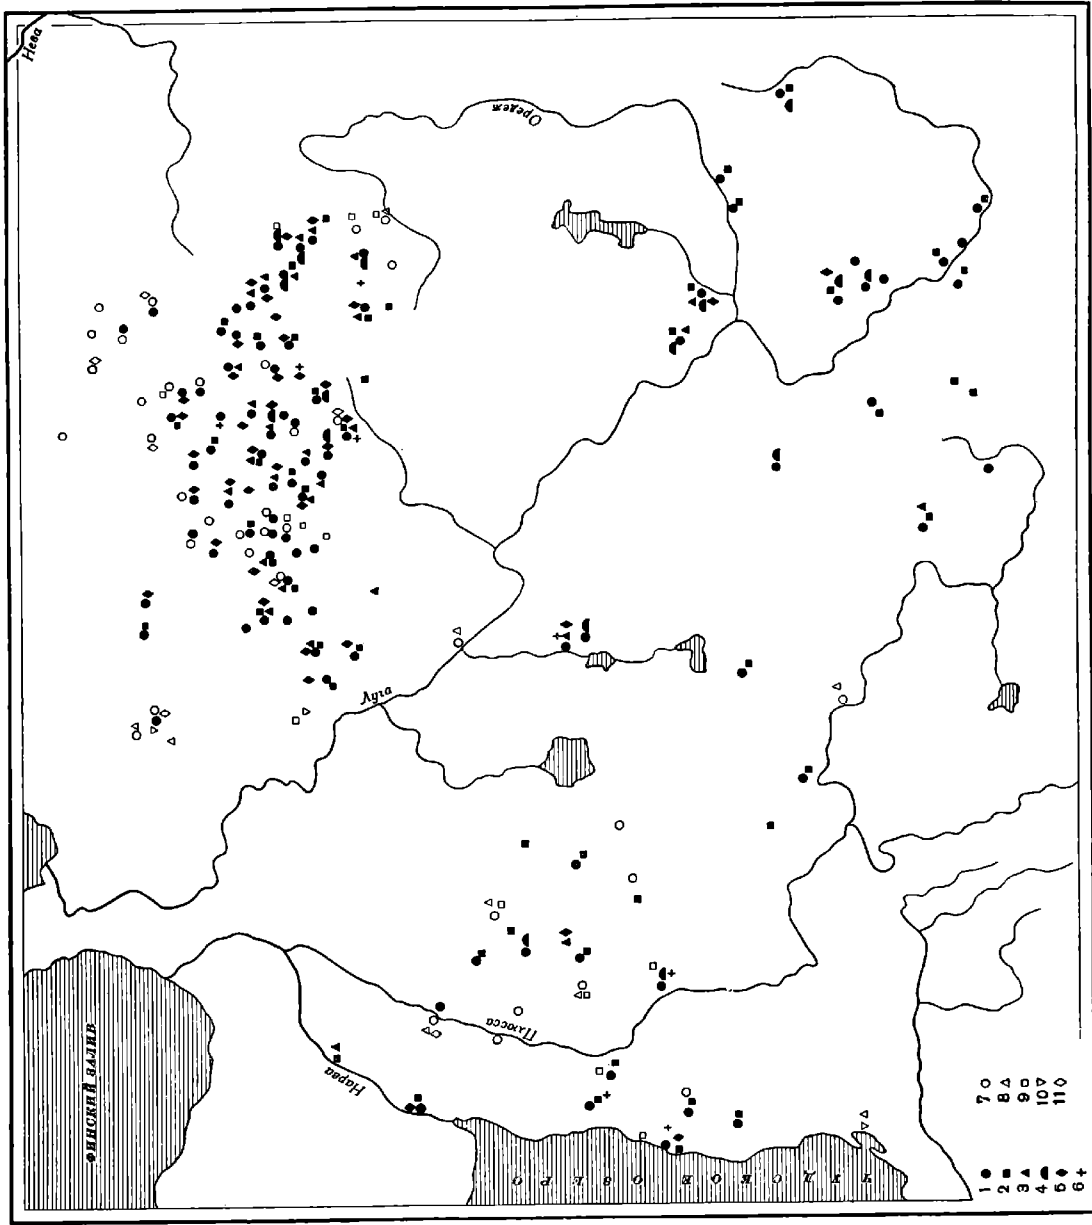 Нева
Оредеж
Луга
ФИНСКИЙ ЗАЛИВ
Нарва
Плюсса
ЧУДСКОЕ ОЗЕРО
1 ● 7 ○
2 ■ 8 △
3 ▲ 9 □
4 ◖ 10 ▽
5 ◆ 11 ◇
6 +